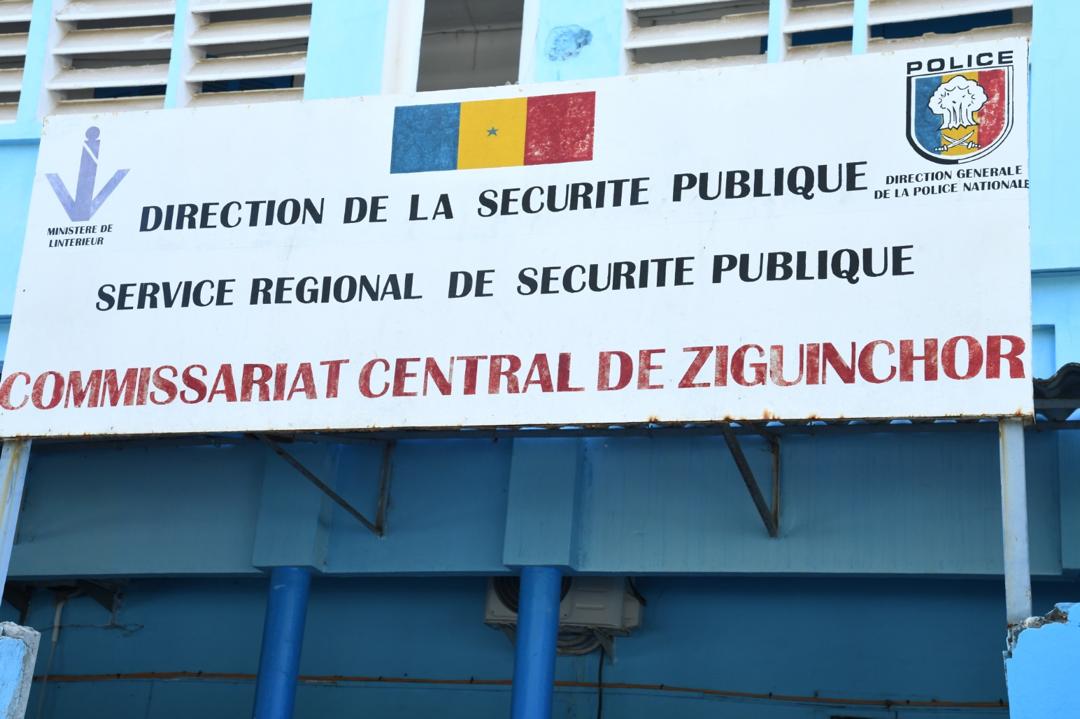 POLICE
DIRECTION GENERALE
DE LA POLICE NATIONALE
MINISTERE DE
LINTERIEUR
DIRECTION DE LA SECURITE PUBLIQUE
SERVICE REGIONAL DE SECURITE PUBLIQUE
COMMISSARIAT CENTRAL DE ZIGUINCHOR